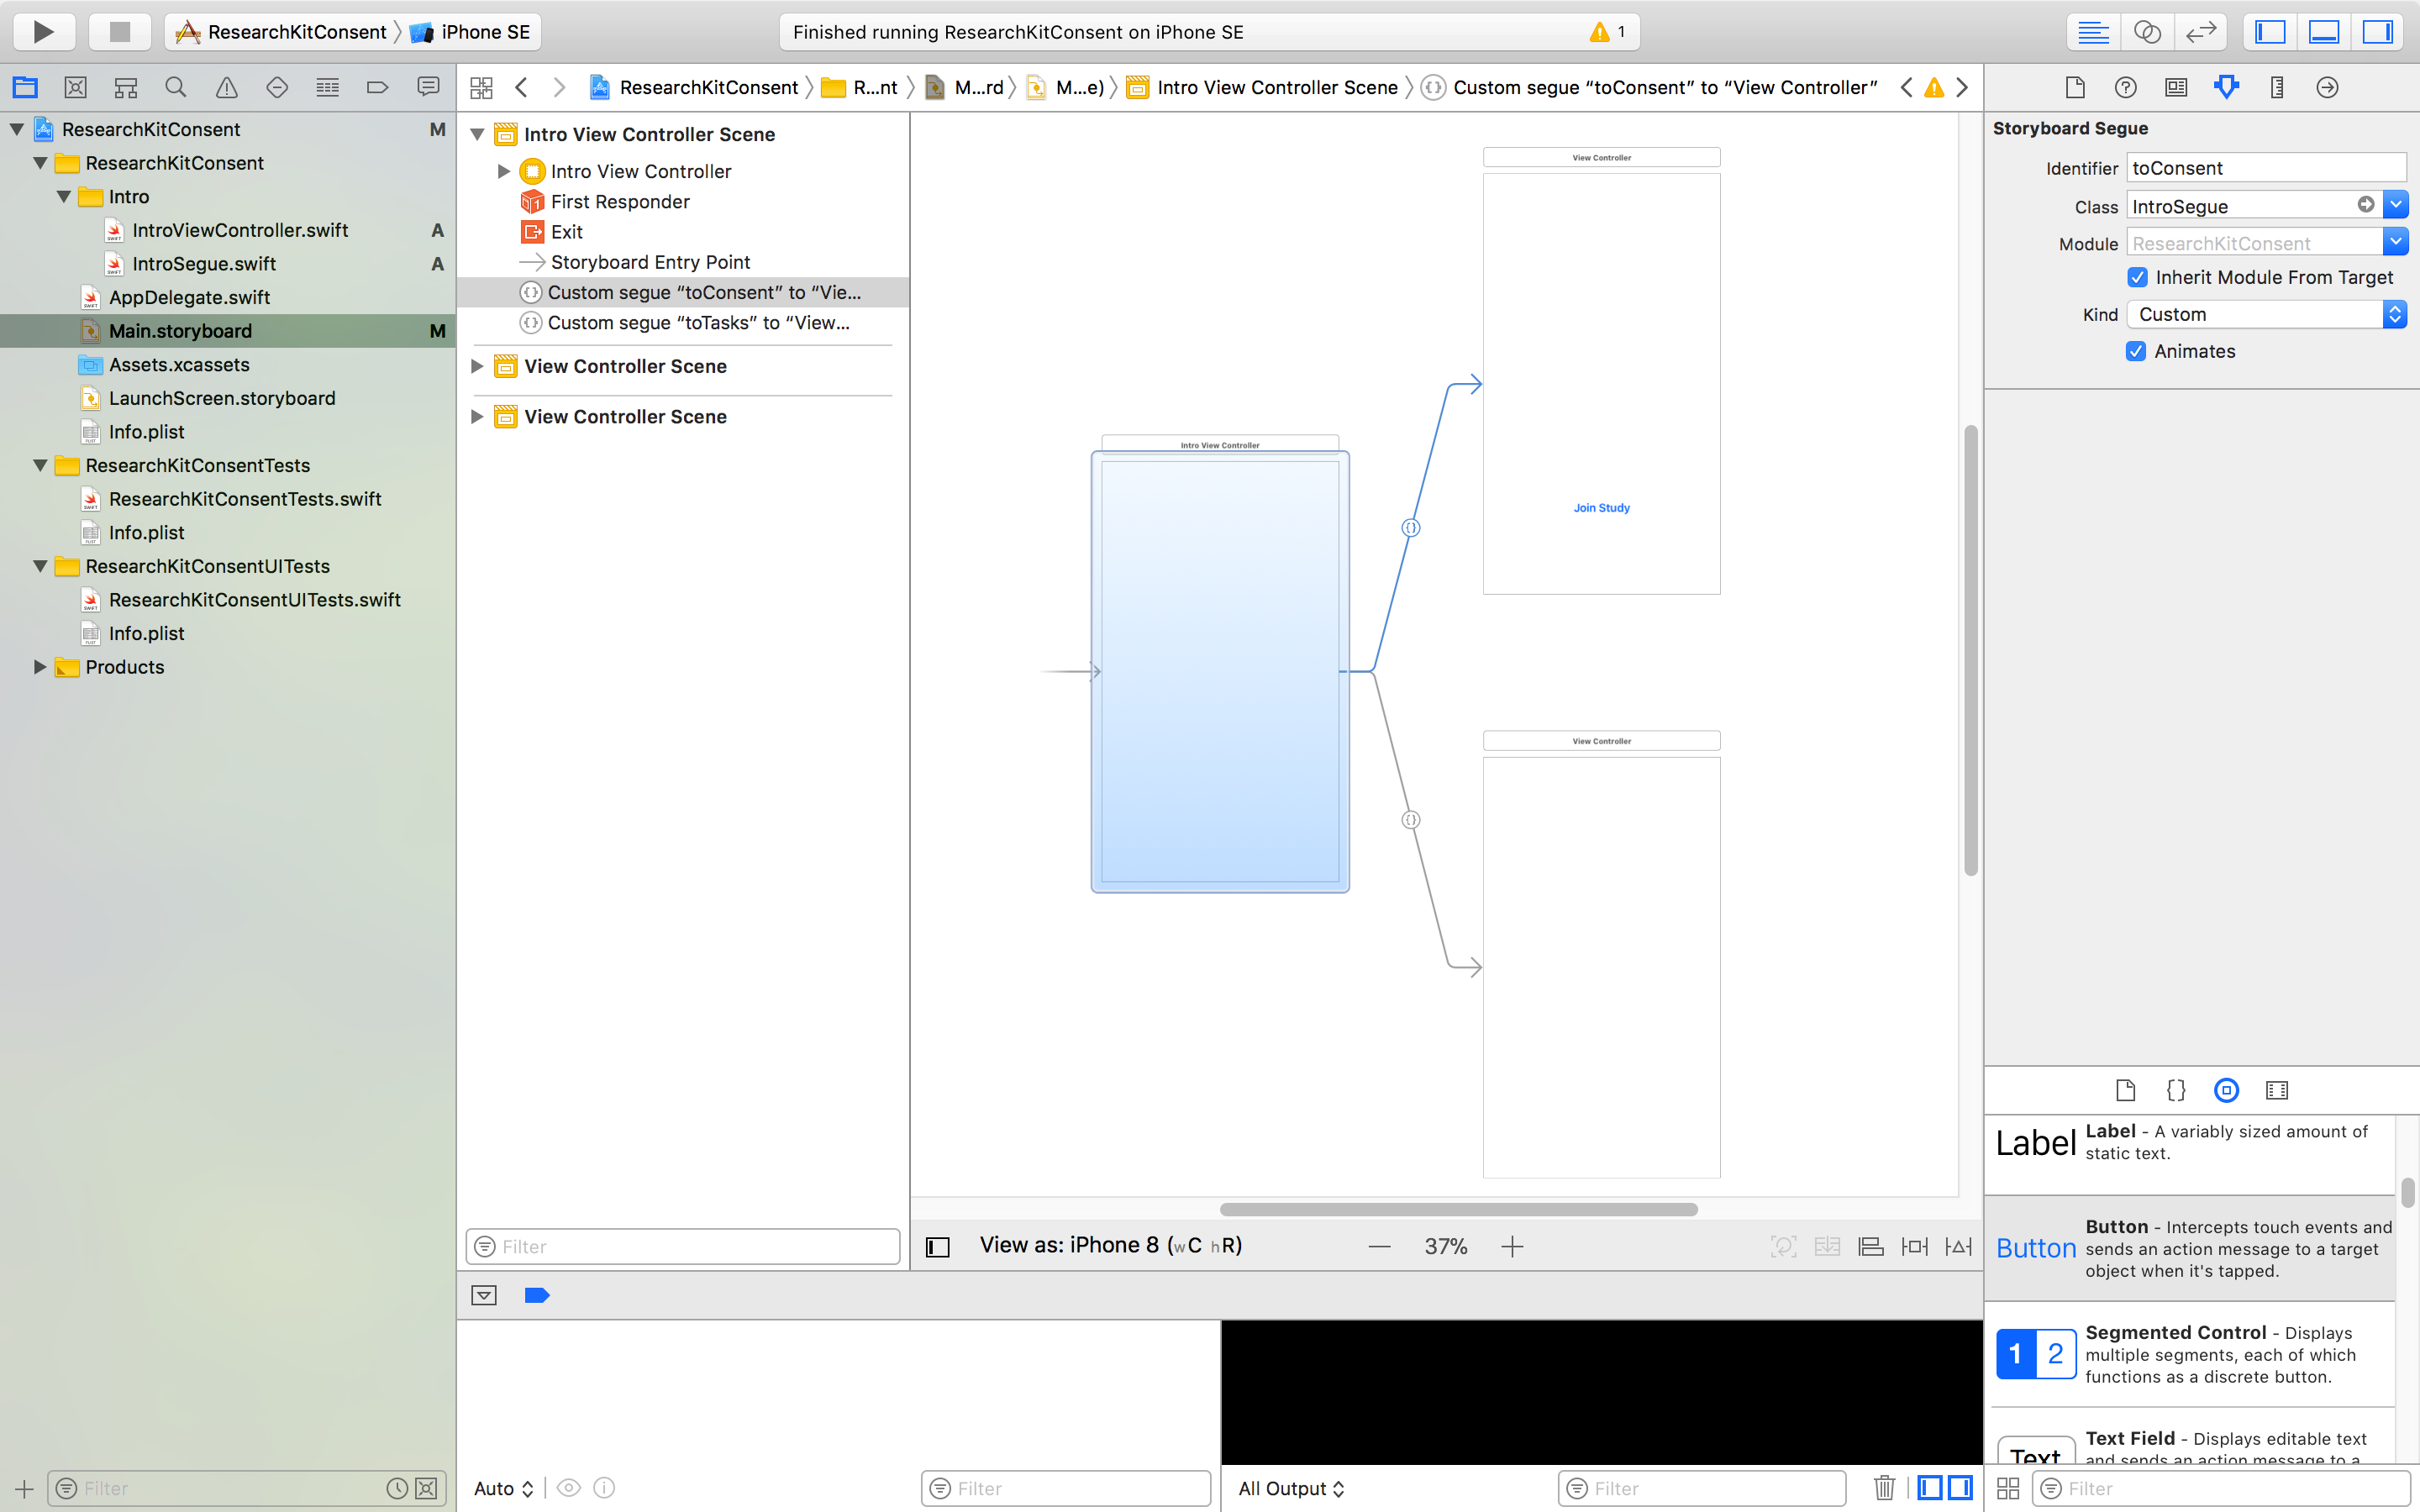 ResearchKitConsent iPhone SE
Finished running ResearchKitConsent on iPhone SE
1
ResearchKitConsent R...nt M...rd M...e) Intro View Controller Scene Custom segue “toConsent” to “View Controller”
ResearchKitConsent M
ResearchKitConsent
Intro
IntroViewController.swift A
IntroSegue.swift A
AppDelegate.swift
Main.storyboard M
Assets.xcassets
LaunchScreen.storyboard
Info.plist
ResearchKitConsentTests
ResearchKitConsentTests.swift
Info.plist
ResearchKitConsentUITests
ResearchKitConsentUITests.swift
Info.plist
Products
Filter
Intro View Controller Scene
Intro View Controller
First Responder
Exit
Storyboard Entry Point
Custom segue “toConsent” to “Vie...
Custom segue “toTasks” to “View...
View Controller Scene
View Controller Scene
Filter
View Controller
Join Study
Intro View Controller
View Controller
View as: iPhone 8 (wC hR)
37%
Auto
Filter
All Output
Filter
Storyboard Segue
Identifier toConsent
Class IntroSegue
Module ResearchKitConsent
Inherit Module From Target
Kind Custom
Animates
Label
Label - A variably sized amount of
static text.
Button
Button - Intercepts touch events and
sends an action message to a target
object when it's tapped.
1 2
Segmented Control - Displays
multiple segments, each of which
functions as a discrete button.
Text
Text Field - Displays editable text
and sends an action message to a
Filter